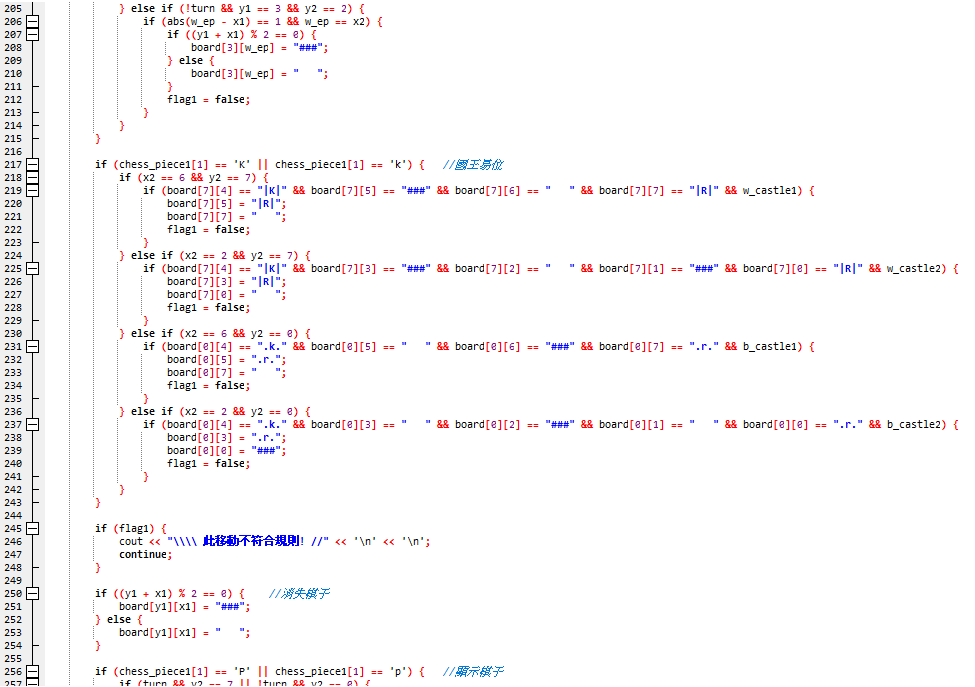 205 } else if (!turn && y1 == 3 && y2 == 2) {
206 if (abs(w_ep - x1) == 1 && w_ep == x2) {
207 if ((y1 + x1) % 2 == 0) {
208 board[3][w_ep] = "###";
209 } else {
210 board[3][w_ep] = "   ";
211 }
212 flag1 = false;
213 }
214 }
215 }
216
217 if (chess_piece1[1] == 'K' || chess_piece1[1] == 'k') { //國王易位
218 if (x2 == 6 && y2 == 7) {
219 if (board[7][4] == "|K|" && board[7][5] == "###" && board[7][6] == "   " && board[7][7] == "|R|" && w_castle1) {
220 board[7][5] = "|R|";
221 board[7][7] = "   ";
222 flag1 = false;
223 }
224 } else if (x2 == 2 && y2 == 7) {
225 if (board[7][4] == "|K|" && board[7][3] == "###" && board[7][2] == "   " && board[7][1] == "###" && board[7][0] == "|R|" && w_castle2) {
226 board[7][3] = "|R|";
227 board[7][0] = "   ";
228 flag1 = false;
229 }
230 } else if (x2 == 6 && y2 == 0) {
231 if (board[0][4] == ".k." && board[0][5] == "   " && board[0][6] == "###" && board[0][7] == ".r." && b_castle1) {
232 board[0][5] = ".r.";
233 board[0][7] = "   ";
234 flag1 = false;
235 }
236 } else if (x2 == 2 && y2 == 0) {
237 if (board[0][4] == ".k." && board[0][3] == "   " && board[0][2] == "###" && board[0][1] == "   " && board[0][0] == ".r." && b_castle2) {
238 board[0][3] = ".r.";
239 board[0][0] = "###";
240 flag1 = false;
241 }
242 }
243 }
244
245 if (flag1) {
246 cout << "\\\\ 此移動不符合規則! //" << '\n' << '\n';
247 continue;
248 }
249
250 if ((y1 + x1) % 2 == 0) { //消失棋子
251 board[y1][x1] = "###";
252 } else {
253 board[y1][x1] = "   ";
254 }
255
256 if (chess_piece1[1] == 'P' || chess_piece1[1] == 'p') { //顯示棋子
257 if (turn && y2 == 7 || !turn && y2 == 0) {